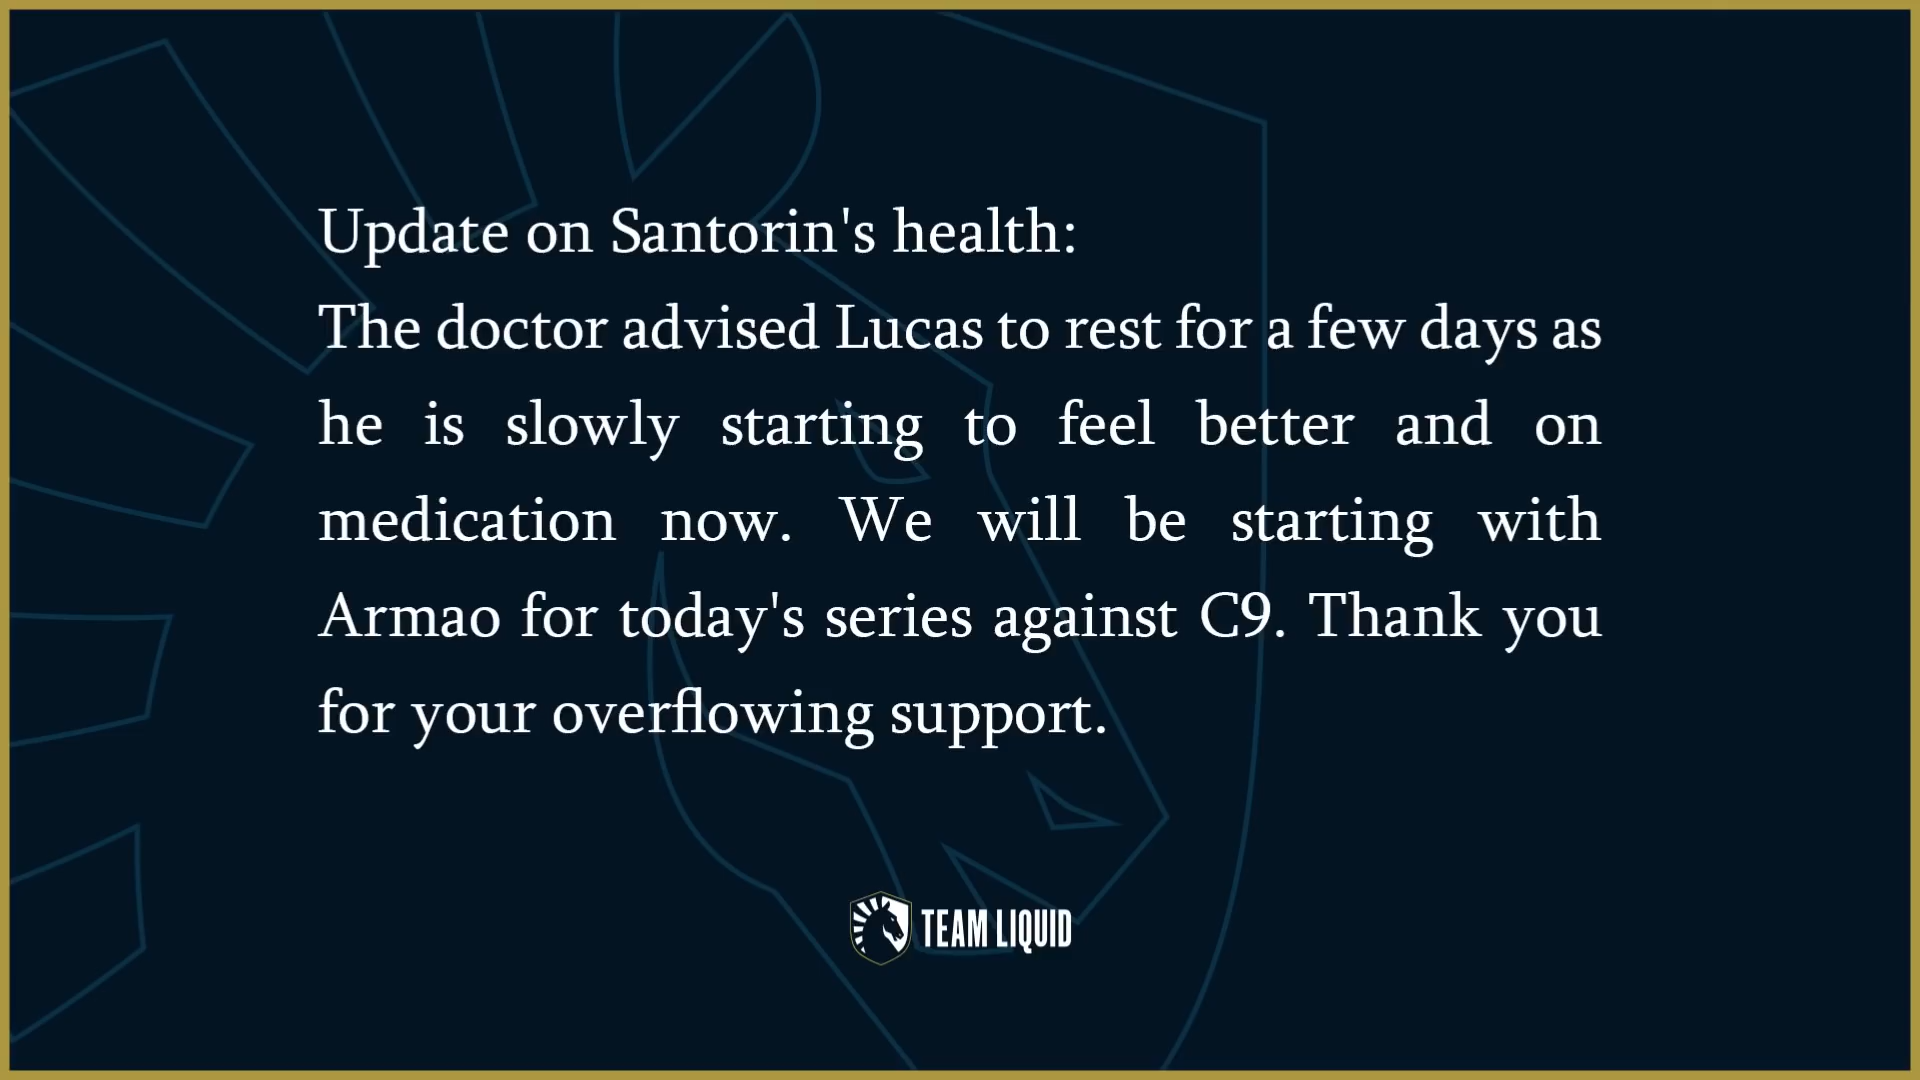 Update on Santorin's health:
The doctor advised Lucas to rest for a few days as
he is slowly starting to feel better and on
medication now. We will be starting with
Armao for today's series against C9. Thank you
for your overflowing support.
TEAM LIQUID